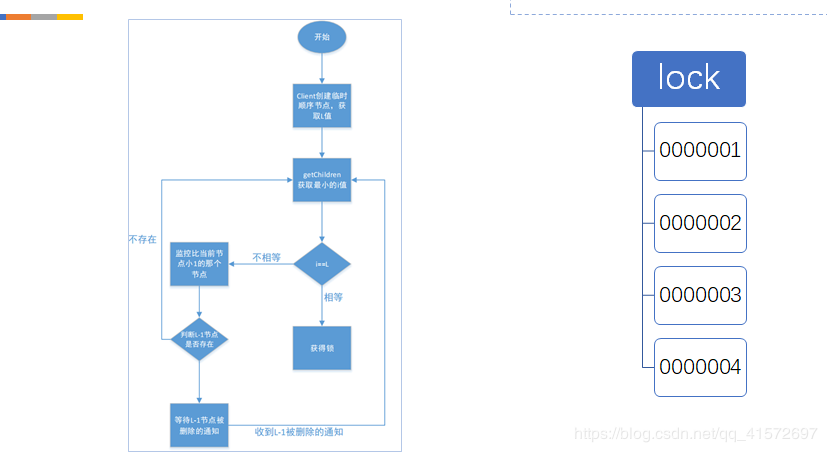 开始
Client创建临时
顺序节点，获
取L值
getChildren
获取最小的i值
不存在
监控比当前节
点小1的那个
节点
不相等
i==L
相等
判断L-1节点
是否存在
获得锁
等待L-1节点被
删除的通知
收到L-1被删除的通知
lock
0000001
0000002
0000003
0000004
https://blog.csdn.net/qq_41572697